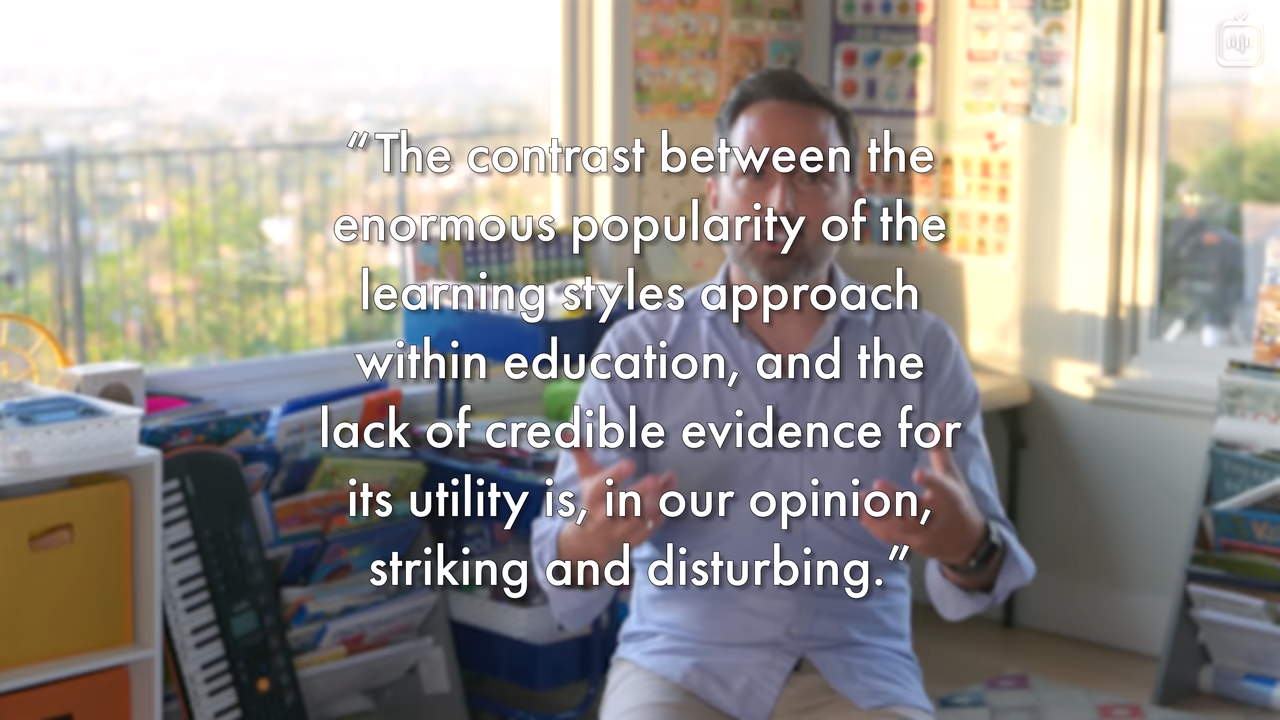 “The contrast between the
enormous popularity of the
learning styles approach
within education, and the
lack of credible evidence for
its utility is, in our opinion,
striking and disturbing.”